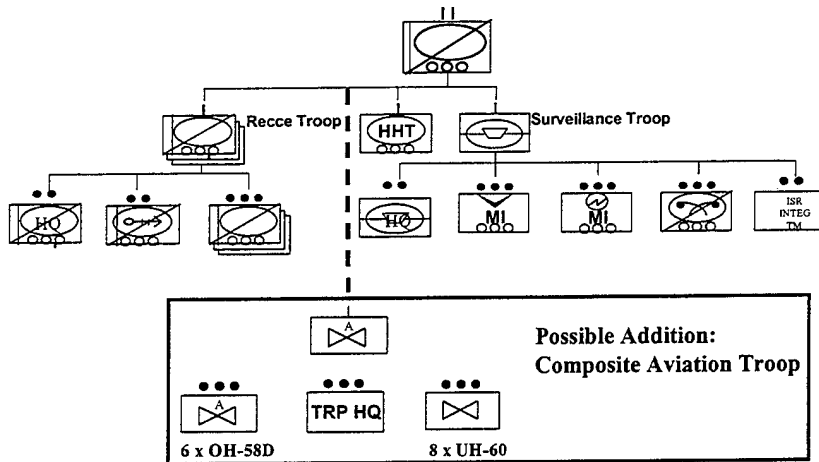 Recce Troop
HHT
Surveillance Troop
HQ
HQ
MI
MI
ISR
INTEG
TM
A
Possible Addition:
Composite Aviation Troop
A
TRP HQ
6 x OH-58D
8 x UH-60